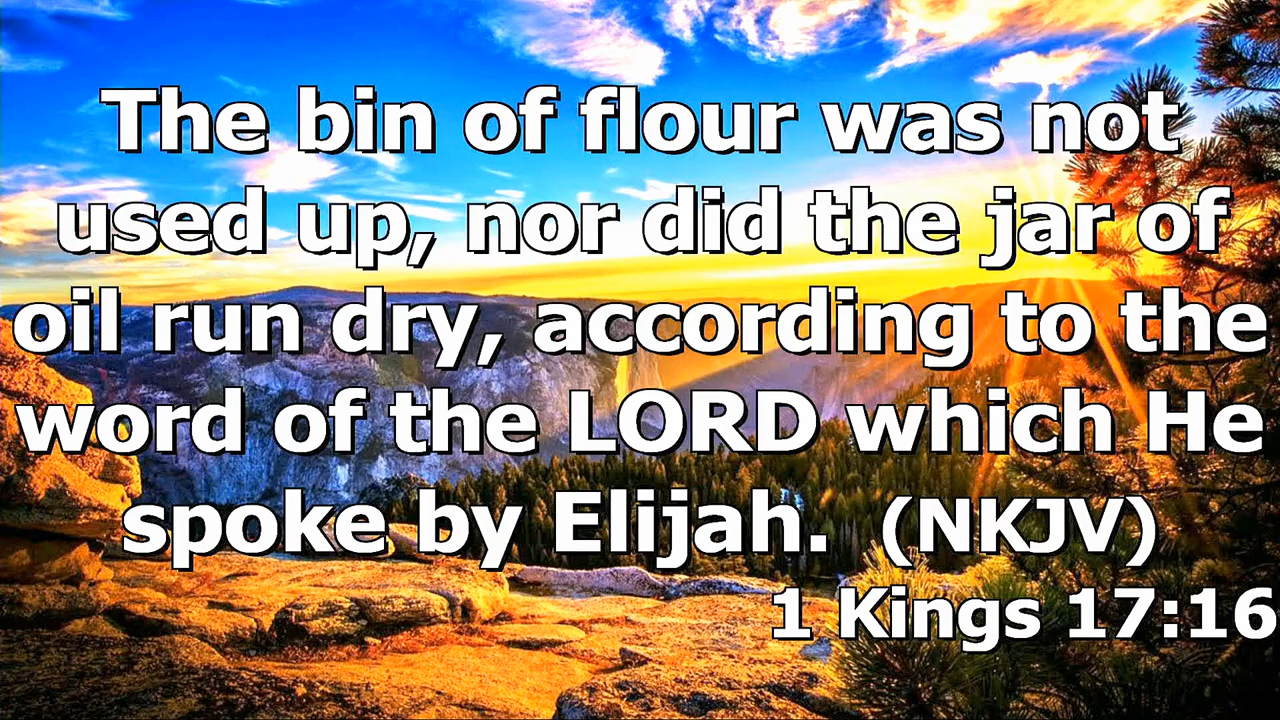 The bin of flour was not
used up, nor did the jar of
oil run dry, according to the
word of the LORD which He
spoke by Elijah. (NKJV)
1 Kings 17:16